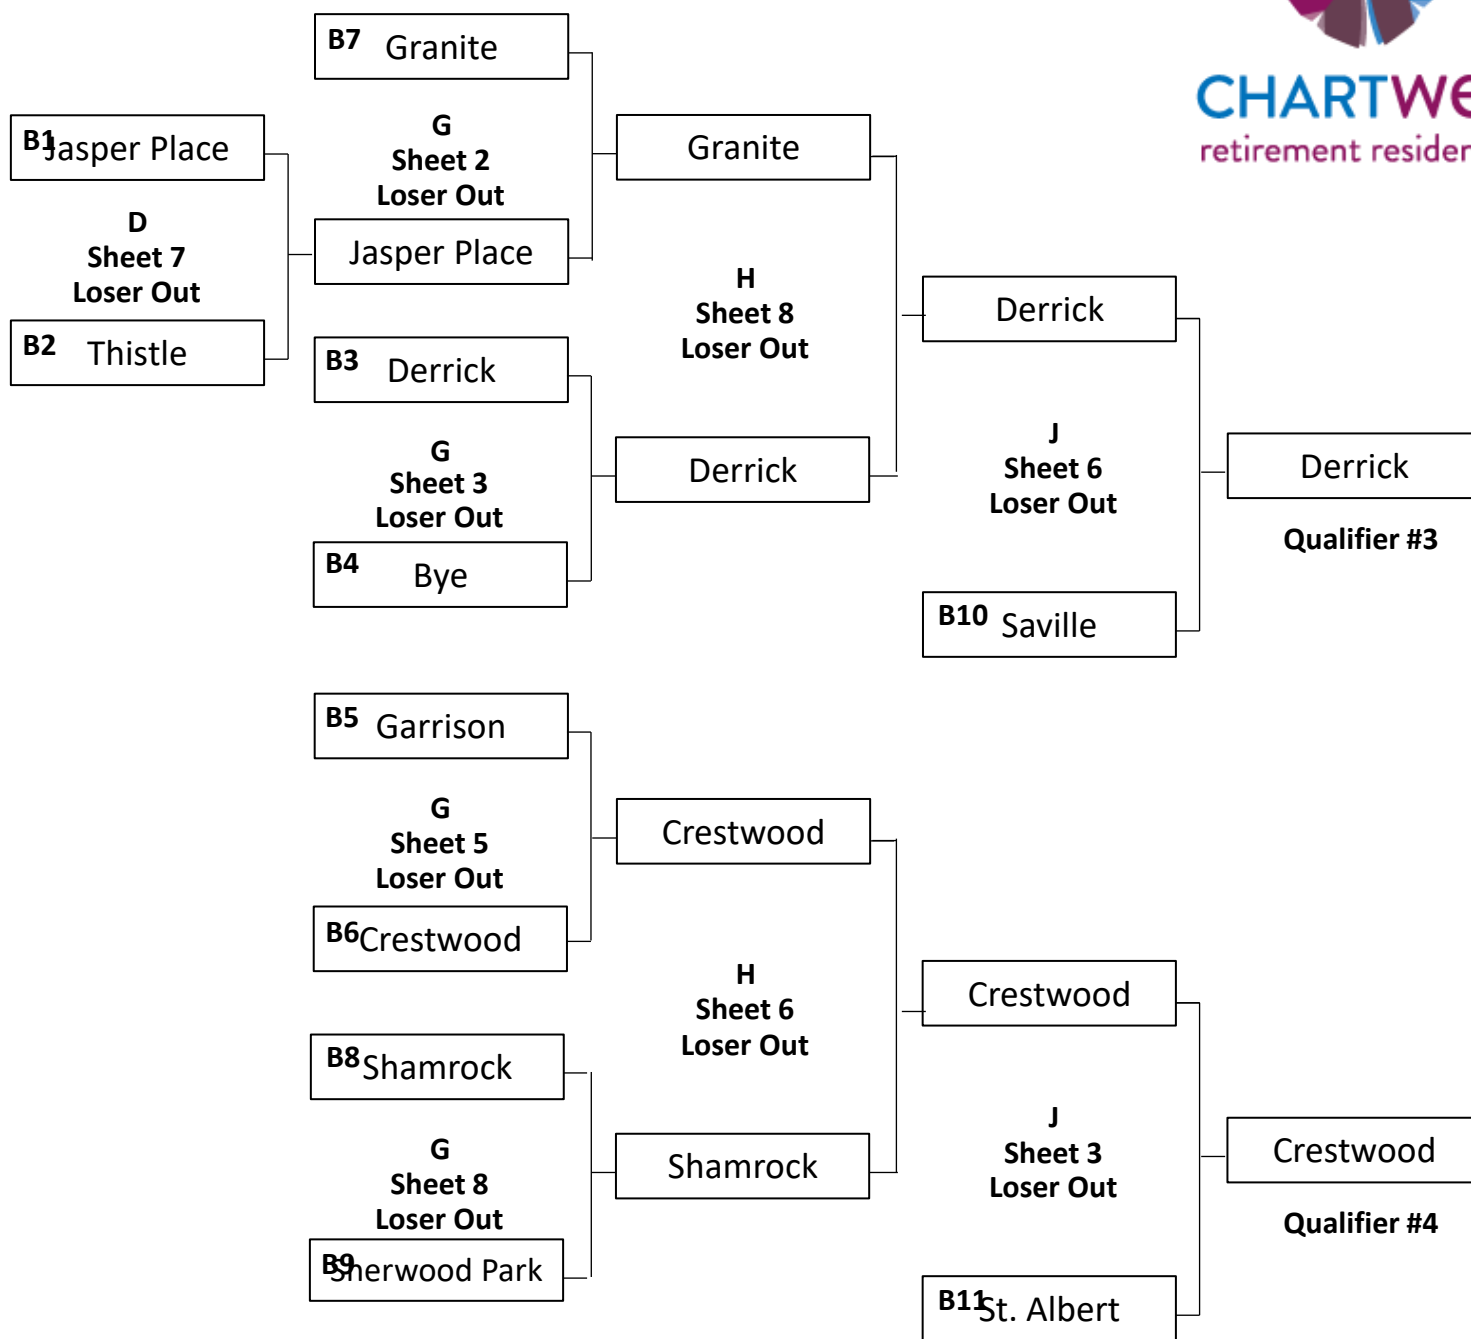 B7 Granite
CHARTWE
retirement residen
B1 Jasper Place
G
Sheet 2
Loser Out
Granite
D
Sheet 7
Loser Out
Jasper Place
H
Sheet 8
Loser Out
Derrick
B2 Thistle
B3 Derrick
G
Sheet 3
Loser Out
Derrick
J
Sheet 6
Loser Out
Derrick
Qualifier #3
B4 Bye
B10 Saville
B5 Garrison
G
Sheet 5
Loser Out
Crestwood
B6 Crestwood
H
Sheet 6
Loser Out
Crestwood
B8 Shamrock
G
Sheet 8
Loser Out
Shamrock
J
Sheet 3
Loser Out
Crestwood
Qualifier #4
B9 Sherwood Park
B11 St. Albert